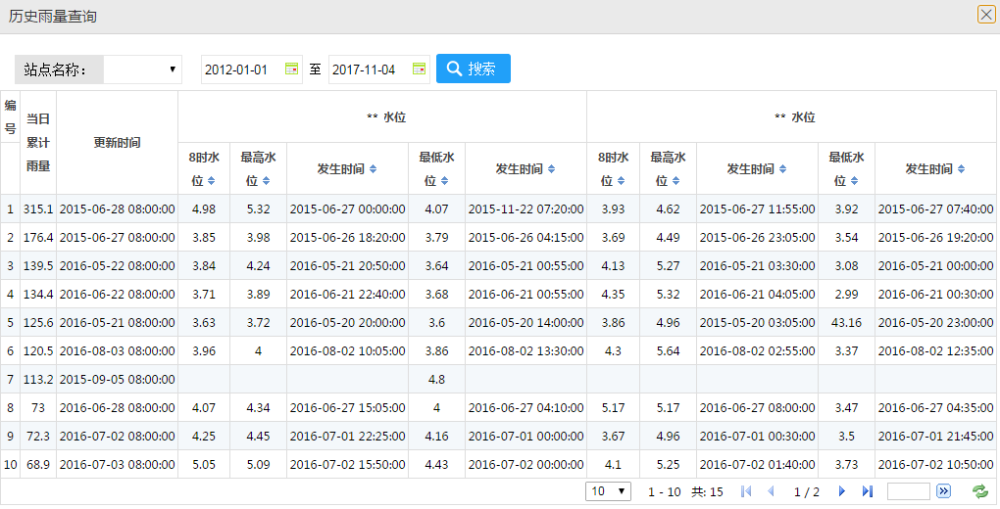 历史雨量查询
站点名称： 2012-01-01 至 2017-11-04 搜索
编号 当日累计雨量 更新时间 ** 水位 ** 水位
8时水位 最高水位 发生时间 最低水位 发生时间 8时水位 最高水位 发生时间 最低水位 发生时间
1 315.1 2015-06-28 08:00:00 4.98 5.32 2015-06-27 00:00:00 4.07 2015-11-22 07:20:00 3.93 4.62 2015-06-27 11:55:00 3.92 2015-06-27 07:40:00
2 176.4 2015-06-27 08:00:00 3.85 3.98 2015-06-26 18:20:00 3.79 2015-06-26 04:15:00 3.69 4.49 2015-06-26 23:05:00 3.54 2015-06-26 19:20:00
3 139.5 2016-05-22 08:00:00 3.84 4.24 2016-05-21 20:50:00 3.64 2016-05-21 00:55:00 4.13 5.27 2016-05-21 03:30:00 3.08 2016-05-21 00:00:00
4 134.4 2016-06-22 08:00:00 3.71 3.89 2016-06-21 22:40:00 3.68 2016-06-21 00:55:00 4.35 5.32 2016-06-21 04:05:00 2.99 2016-06-21 00:30:00
5 125.6 2016-05-21 08:00:00 3.63 3.72 2016-05-20 20:00:00 3.6 2016-05-20 14:00:00 3.86 4.96 2015-05-20 03:05:00 43.16 2016-05-20 23:00:00
6 120.5 2016-08-03 08:00:00 3.96 4 2016-08-02 10:05:00 3.86 2016-08-02 13:30:00 4.3 5.64 2016-08-02 02:55:00 3.37 2016-08-02 12:35:00
7 113.2 2015-09-05 08:00:00 4.8
8 73 2016-06-28 08:00:00 4.07 4.34 2016-06-27 15:05:00 4 2016-06-27 04:10:00 5.17 5.17 2016-06-27 08:00:00 3.47 2016-06-27 04:35:00
9 72.3 2016-07-02 08:00:00 4.25 4.45 2016-07-01 22:25:00 4.16 2016-07-01 00:00:00 3.67 4.96 2016-07-01 00:30:00 3.5 2016-07-01 21:45:00
10 68.9 2016-07-03 08:00:00 5.05 5.09 2016-07-02 15:50:00 4.43 2016-07-02 00:00:00 4.1 5.25 2016-07-02 01:40:00 3.73 2016-07-02 10:50:00
10 1 - 10 共: 15 1 / 2